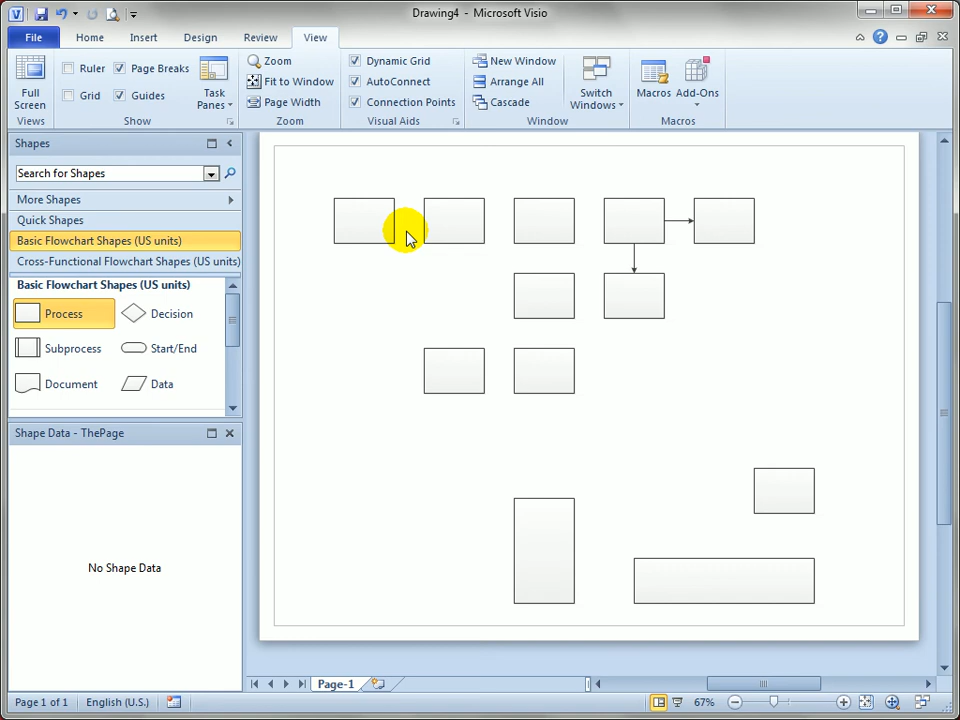 Drawing4 - Microsoft Visio
File Home Insert Design Review View
Full Screen
Ruler
Page Breaks
Grid
Guides
Task Panes
Zoom
Fit to Window
Page Width
Dynamic Grid
AutoConnect
Connection Points
New Window
Arrange All
Cascade
Switch Windows
Macros
Add-Ons
Views Show Zoom Visual Aids Window Macros
Shapes
Search for Shapes
More Shapes
Quick Shapes
Basic Flowchart Shapes (US units)
Cross-Functional Flowchart Shapes (US units)
Basic Flowchart Shapes (US units)
Process Decision
Subprocess Start/End
Document Data
Shape Data - ThePage
No Shape Data
Page-1
Page 1 of 1 English (U.S.) 67%